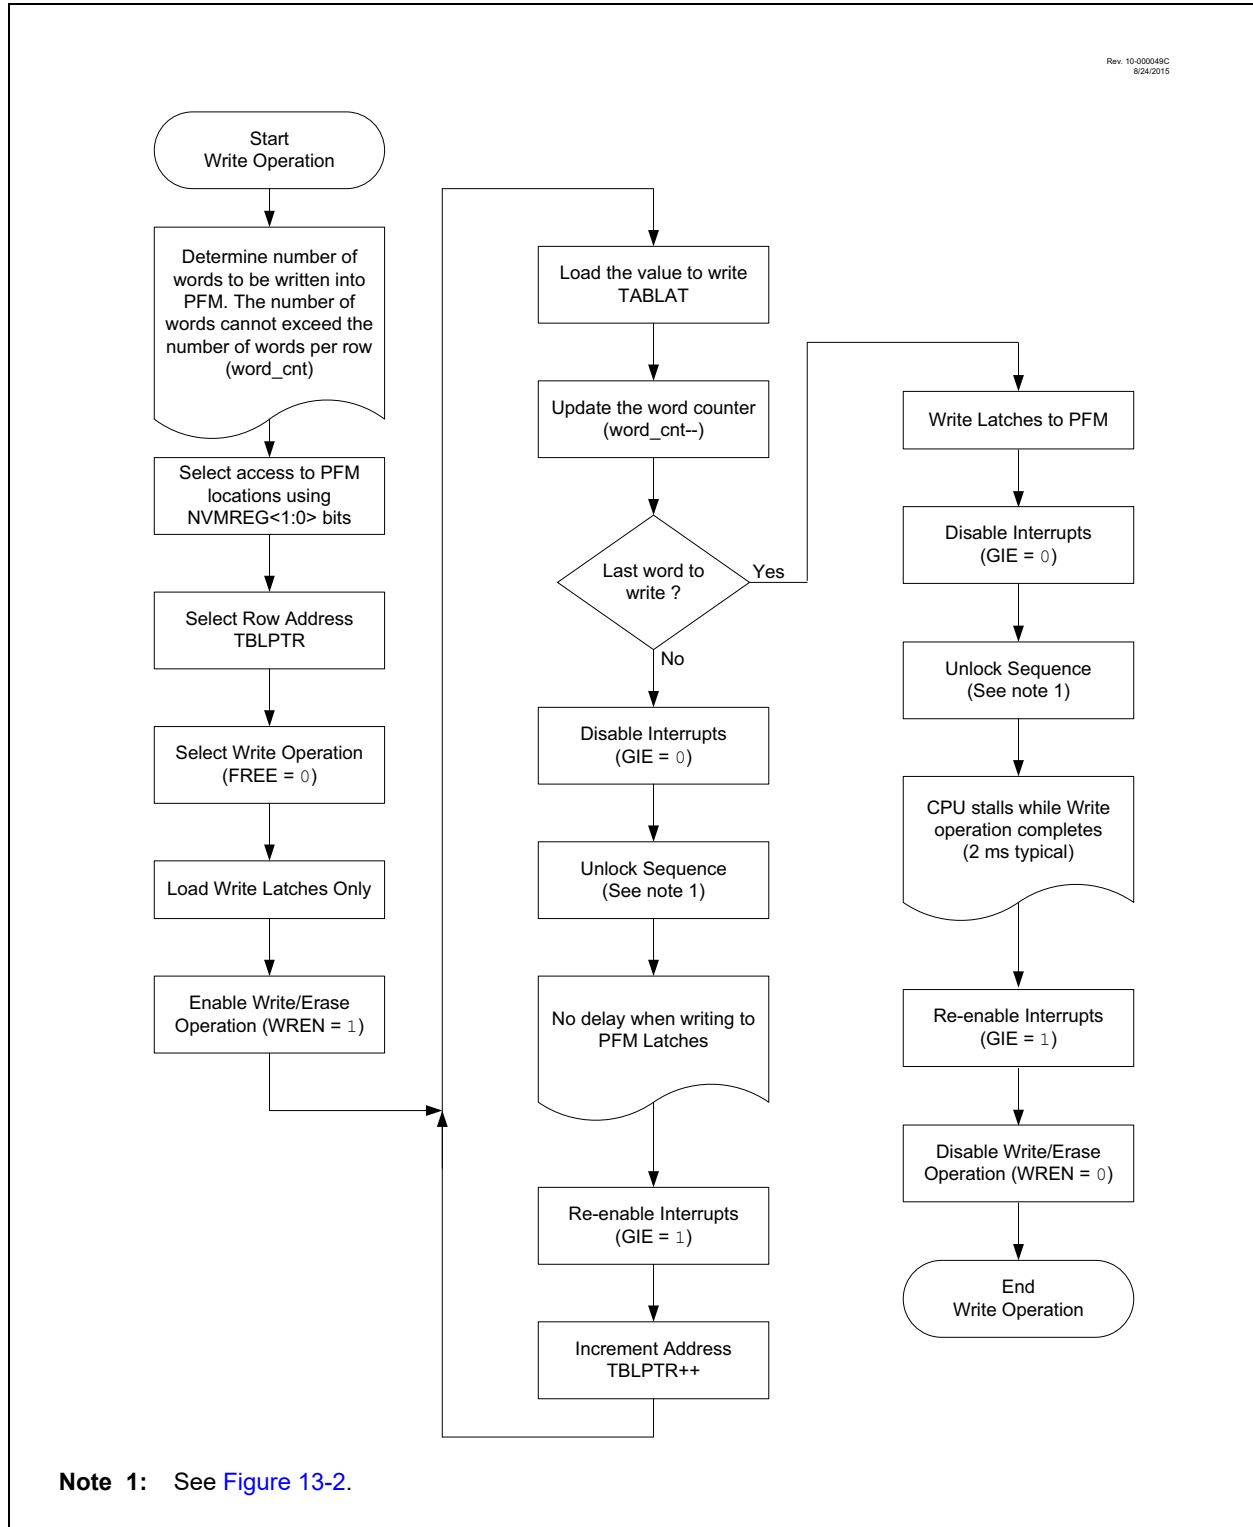 Rev. 10-000049C
8/24/2015
Start
Write Operation
Determine number of
words to be written into
PFM. The number of
words cannot exceed the
number of words per row
(word_cnt)
Select access to PFM
locations using
NVMREG<1:0> bits
Select Row Address
TBLPTR
Select Write Operation
(FREE = 0)
Load Write Latches Only
Enable Write/Erase
Operation (WREN = 1)
Load the value to write
TABLAT
Update the word counter
(word_cnt--)
Last word to
write ?
Yes
No
Disable Interrupts
(GIE = 0)
Unlock Sequence
(See note 1)
No delay when writing to
PFM Latches
Re-enable Interrupts
(GIE = 1)
Increment Address
TBLPTR++
Write Latches to PFM
Disable Interrupts
(GIE = 0)
Unlock Sequence
(See note 1)
CPU stalls while Write
operation completes
(2 ms typical)
Re-enable Interrupts
(GIE = 1)
Disable Write/Erase
Operation (WREN = 0)
End
Write Operation
Note 1: See Figure 13-2.